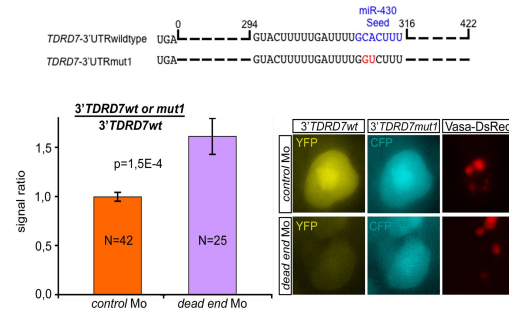 miR-430
Seed
0 294 316 422
TDRD7-3'UTRwildtype UGA GUACUUUUUGAUUUUGCACUUU
TDRD7-3'UTRmut1 UGA GUACUUUUUGAUUUUGGUCUUU
3'TDRD7wt or mut1
3'TDRD7wt
1,5
1,0
0,5
0,0
signal ratio
p=1,5E-4
N=42
N=25
control Mo
dead end Mo
3'TDRD7wt 3'TDRD7mut1 Vasa-DsRed
control Mo
YFP CFP
dead end Mo
YFP CFP